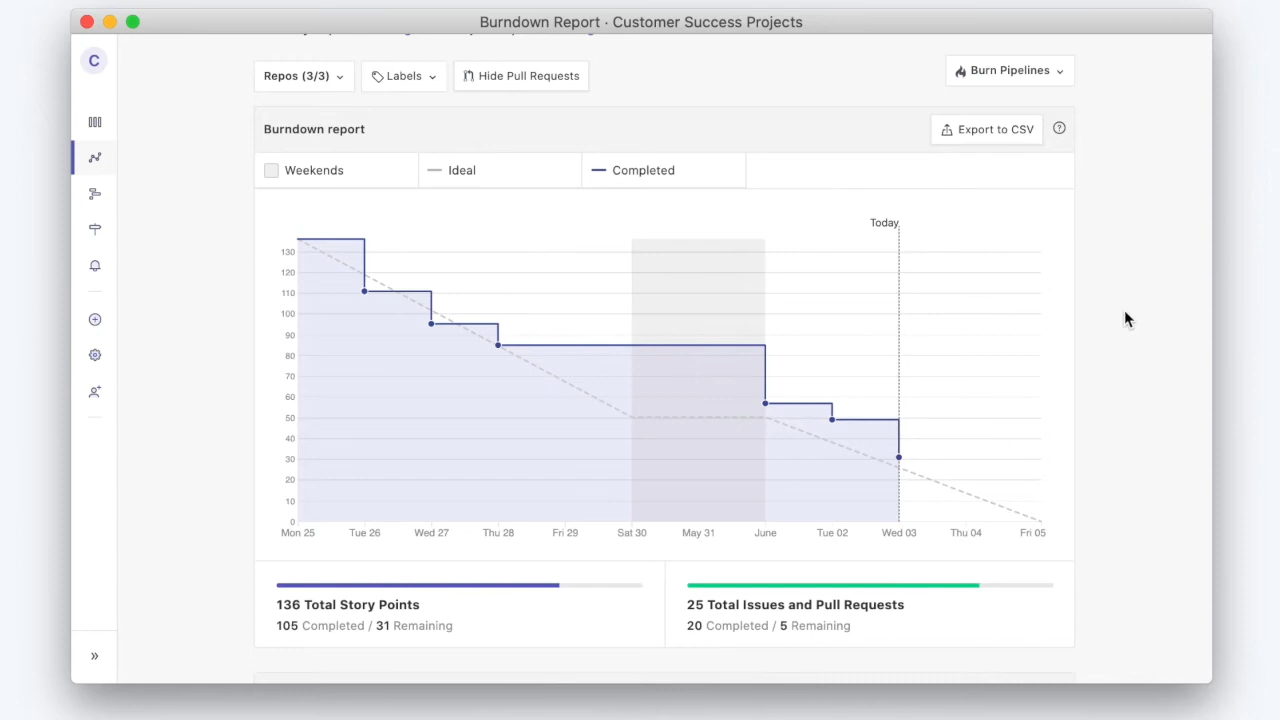 Burndown Report · Customer Success Projects
C
Repos (3/3)
Labels
Hide Pull Requests
Burn Pipelines
Burndown report
Export to CSV
Weekends
Ideal
Completed
Today
130
120
110
100
90
80
70
60
50
40
30
20
10
0
Mon 25 Tue 26 Wed 27 Thu 28 Fri 29 Sat 30 May 31 June Tue 02 Wed 03 Thu 04 Fri 05
136 Total Story Points
105 Completed / 31 Remaining
25 Total Issues and Pull Requests
20 Completed / 5 Remaining